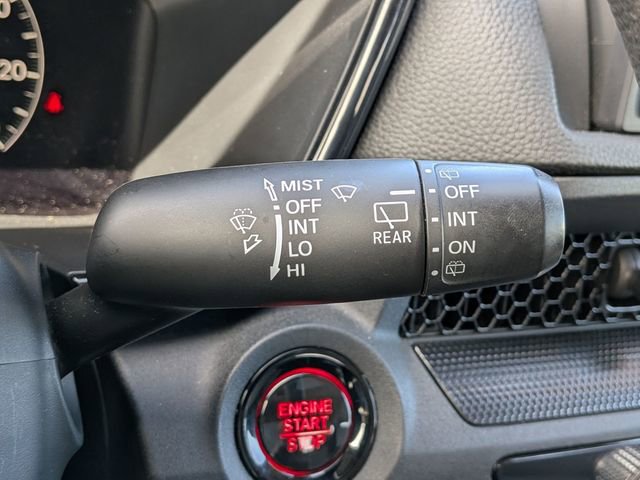 20
MIST
OFF
INT
LO
HI
REAR
OFF
INT
ON
ENGINE
START
STOP